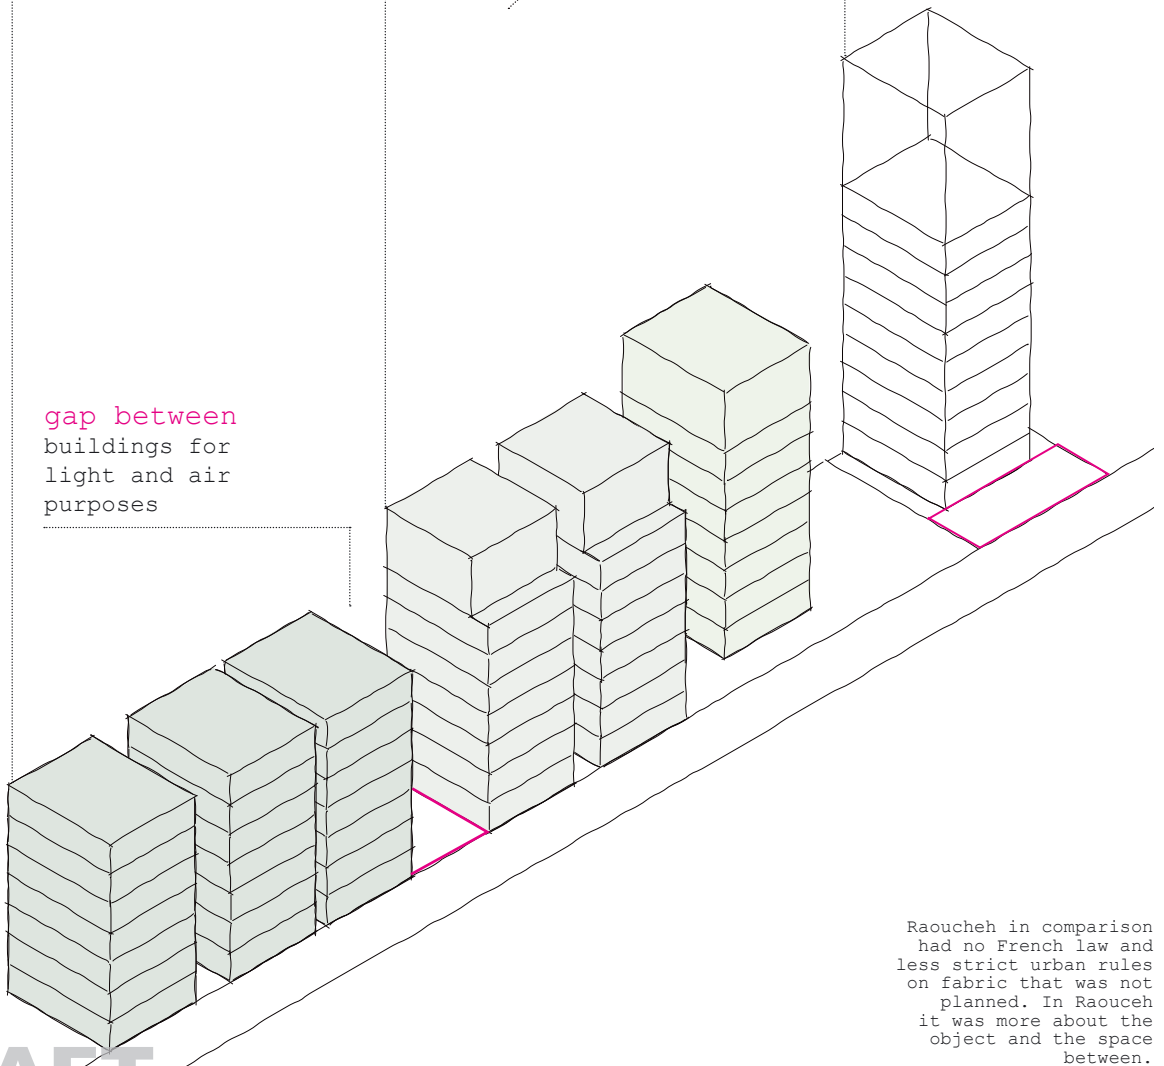 gap between
buildings for
light and air
purposes
Raoucheh in comparison
had no French law and
less strict urban rules
on fabric that was not
planned. In Raouceh
it was more about the
object and the space
between.